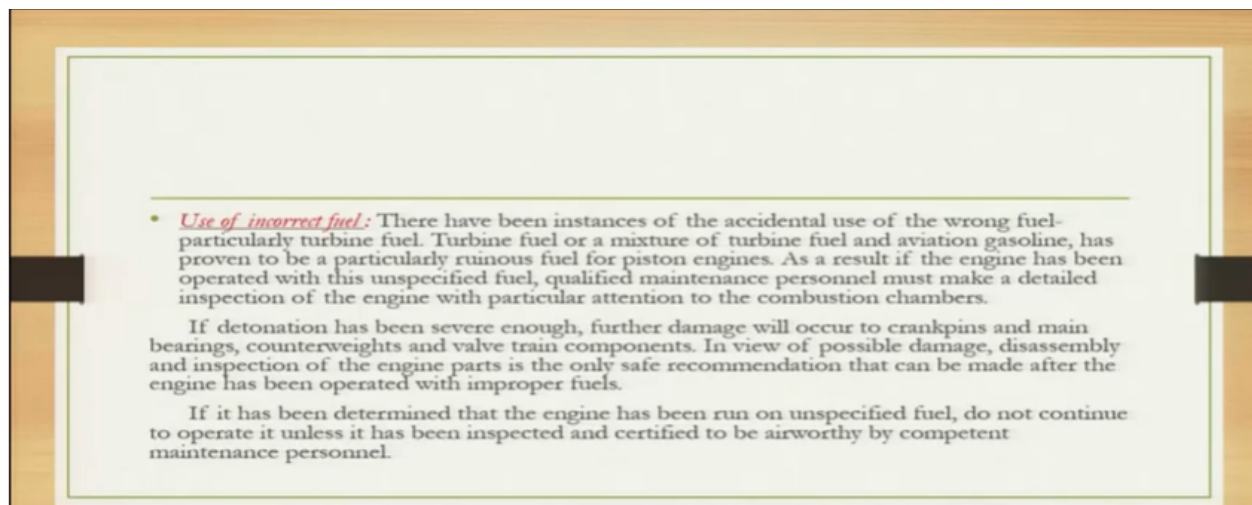 • Use of incorrect fuel : There have been instances of the accidental use of the wrong fuel-
particularly turbine fuel. Turbine fuel or a mixture of turbine fuel and aviation gasoline, has
proven to be a particularly ruinous fuel for piston engines. As a result if the engine has been
operated with this unspecified fuel, qualified maintenance personnel must make a detailed
inspection of the engine with particular attention to the combustion chambers.
If detonation has been severe enough, further damage will occur to crankpins and main
bearings, counterweights and valve train components. In view of possible damage, disassembly
and inspection of the engine parts is the only safe recommendation that can be made after the
engine has been operated with improper fuels.
If it has been determined that the engine has been run on unspecified fuel, do not continue
to operate it unless it has been inspected and certified to be airworthy by competent
maintenance personnel.